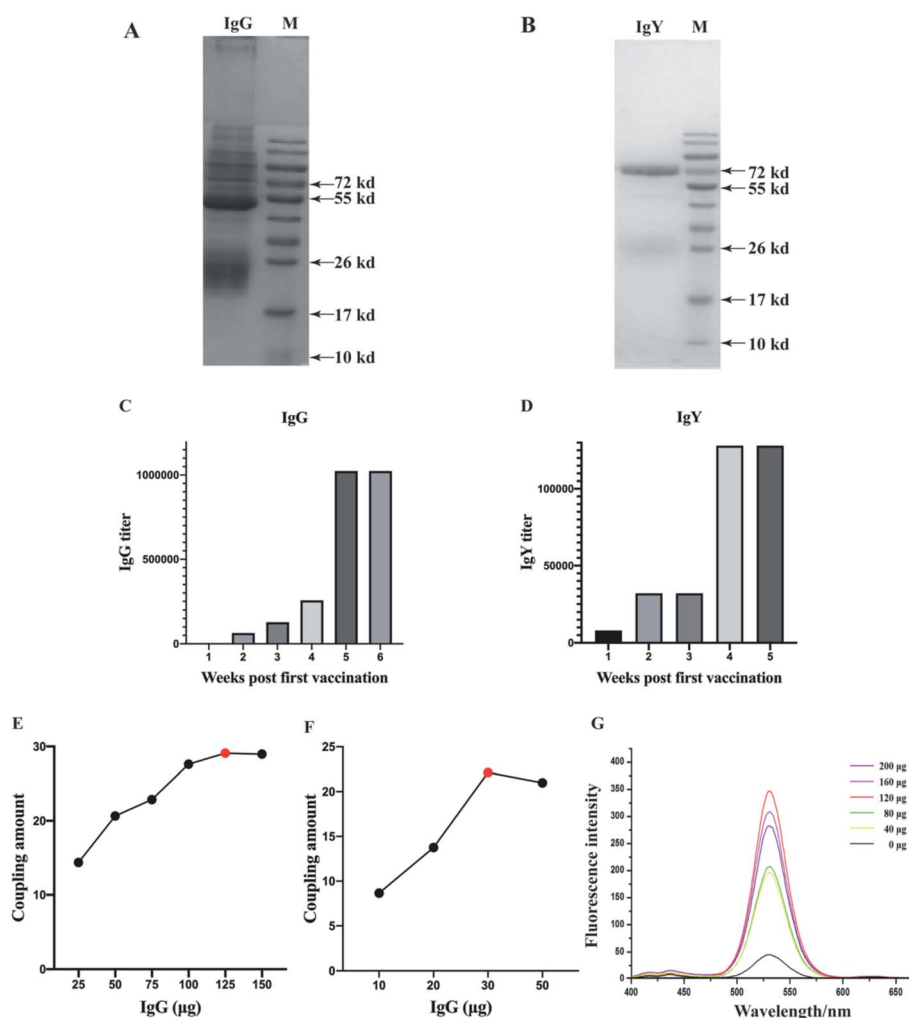 A
IgG M
72 kd
55 kd
26 kd
17 kd
10 kd
B
IgY M
72 kd
55 kd
26 kd
17 kd
10 kd
C
IgG
IgG titer
1000000
500000
0
1 2 3 4 5 6
Weeks post first vaccination
D
IgY
IgY titer
100000
50000
0
1 2 3 4 5
Weeks post first vaccination
E
Coupling amount
30
20
10
0
25 50 75 100 125 150
IgG (μg)
F
Coupling amount
25
20
15
10
5
0
10 20 30 50
IgG (μg)
G
Fluorescence intensity
400
350
300
250
200
150
100
50
0
400 450 500 550 600 650
Wavelength/nm
200 μg
160 μg
120 μg
80 μg
40 μg
0 μg